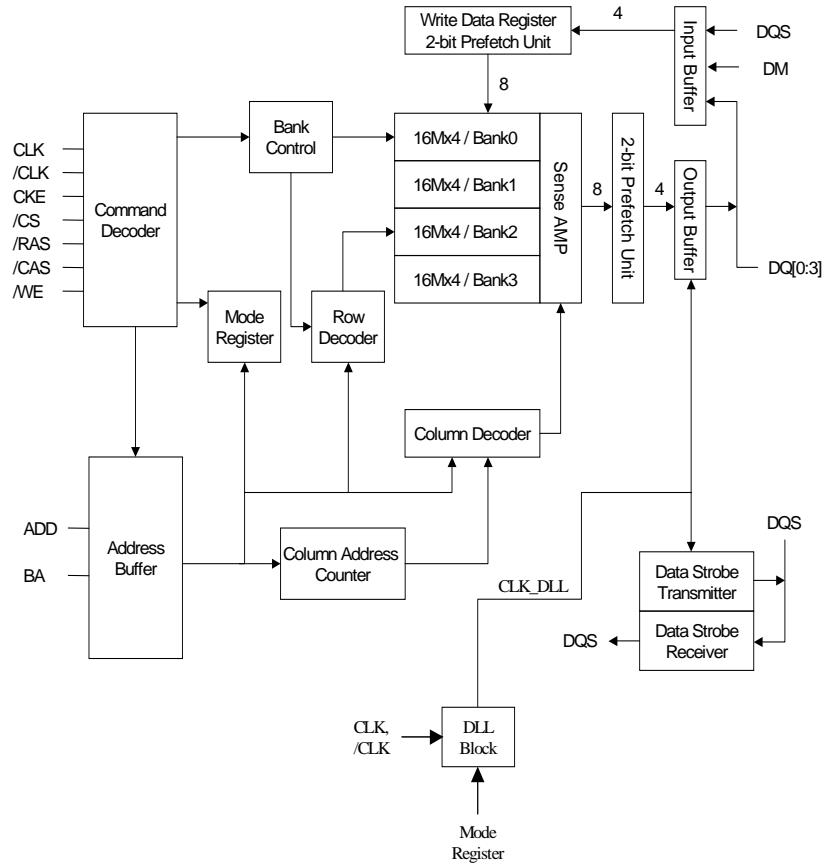 Write Data Register
2-bit Prefetch Unit
4
Input Buffer
DQS
DM
8
Bank
Control
16Mx4 / Bank0
16Mx4 / Bank1
16Mx4 / Bank2
16Mx4 / Bank3
Sense AMP
8
2-bit Prefetch Unit
4
Output Buffer
DQ[0:3]
CLK
/CLK
CKE
/CS
/RAS
/CAS
/WE
Command
Decoder
Mode
Register
Row
Decoder
Column Decoder
ADD
BA
Address
Buffer
Column Address
Counter
CLK_DLL
DQS
Data Strobe
Transmitter
Data Strobe
Receiver
DQS
CLK,
/CLK
DLL
Block
Mode
Register